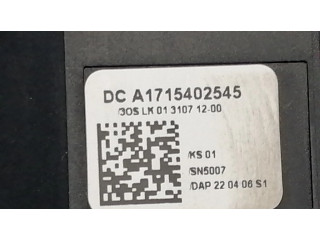 DC A1715402545
/3OS LK 01 3107 12-00
/KS 01
/SN5007
/DAP 22 04 06 S1